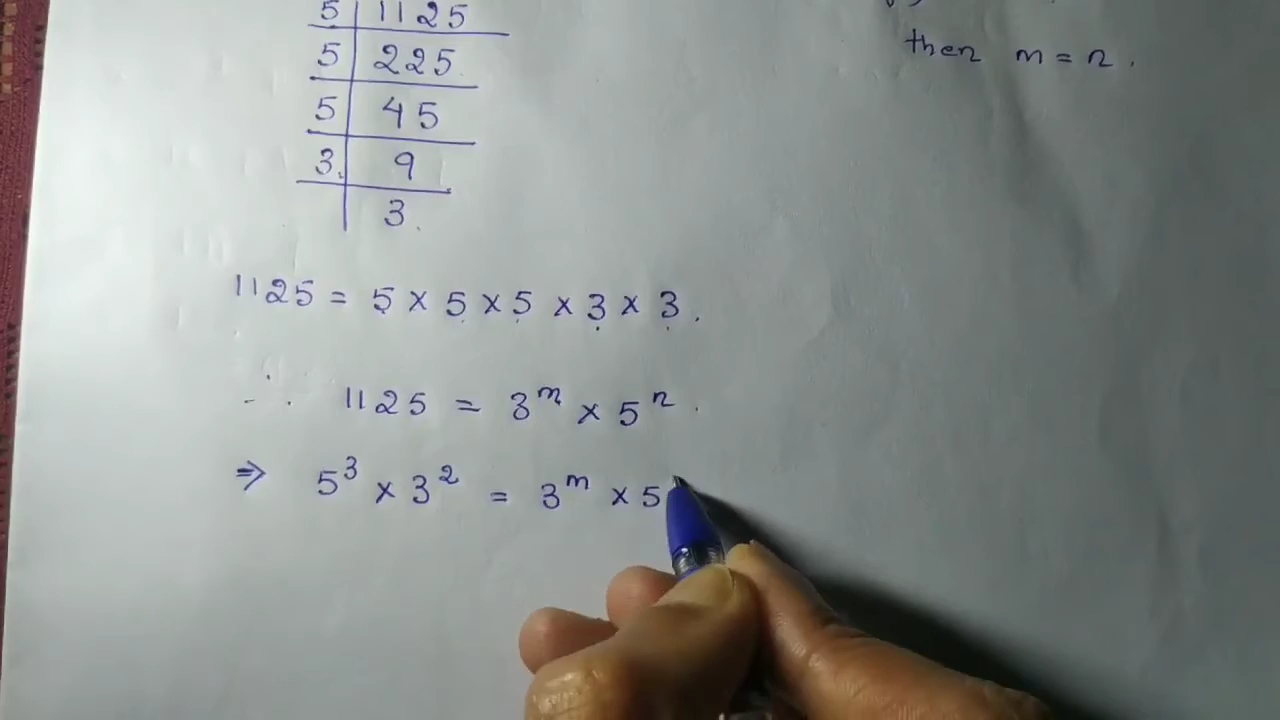 5 | 1125
5 | 225
5 | 45
3. | 9
3.
then m = n.
1125 = 5 × 5 × 5 × 3 × 3.
∴ 1125 = 3^m × 5^n.
⇒ 5^3 × 3^2 = 3^m × 5